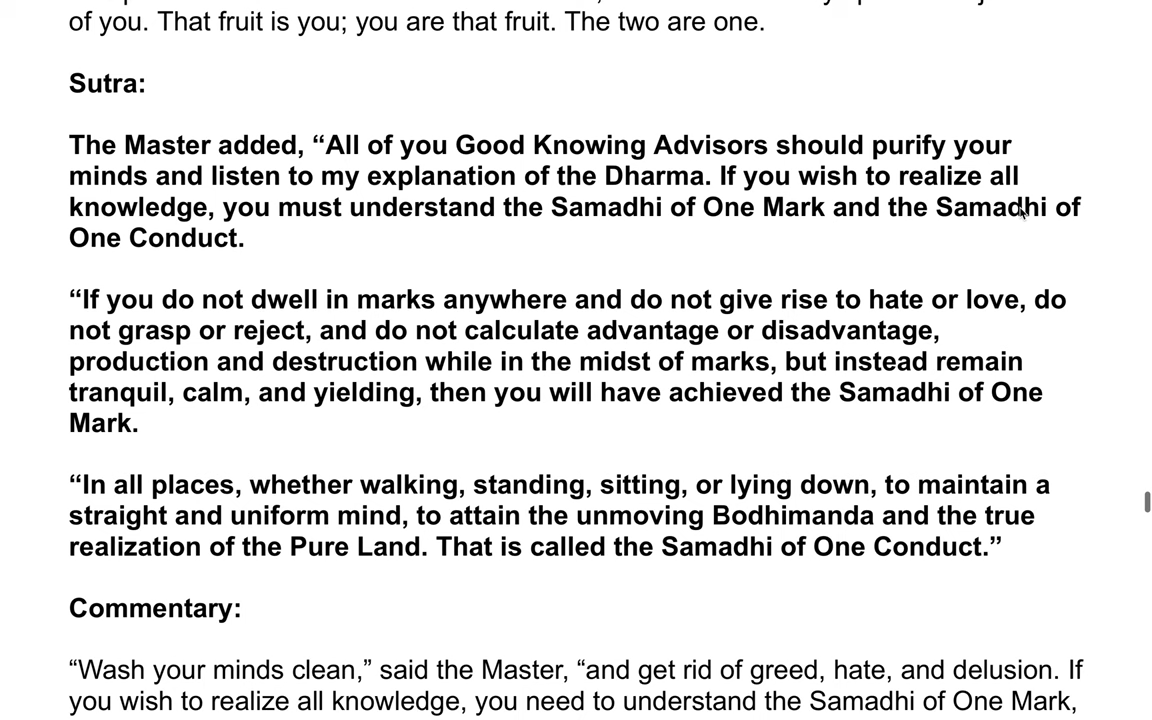 of you. That fruit is you; you are that fruit. The two are one.
Sutra:
The Master added, “All of you Good Knowing Advisors should purify your
minds and listen to my explanation of the Dharma. If you wish to realize all
knowledge, you must understand the Samadhi of One Mark and the Samadhi of
One Conduct.
“If you do not dwell in marks anywhere and do not give rise to hate or love, do
not grasp or reject, and do not calculate advantage or disadvantage,
production and destruction while in the midst of marks, but instead remain
tranquil, calm, and yielding, then you will have achieved the Samadhi of One
Mark.
“In all places, whether walking, standing, sitting, or lying down, to maintain a
straight and uniform mind, to attain the unmoving Bodhimanda and the true
realization of the Pure Land. That is called the Samadhi of One Conduct.”
Commentary:
“Wash your minds clean,” said the Master, “and get rid of greed, hate, and delusion. If
you wish to realize all knowledge, you need to understand the Samadhi of One Mark,